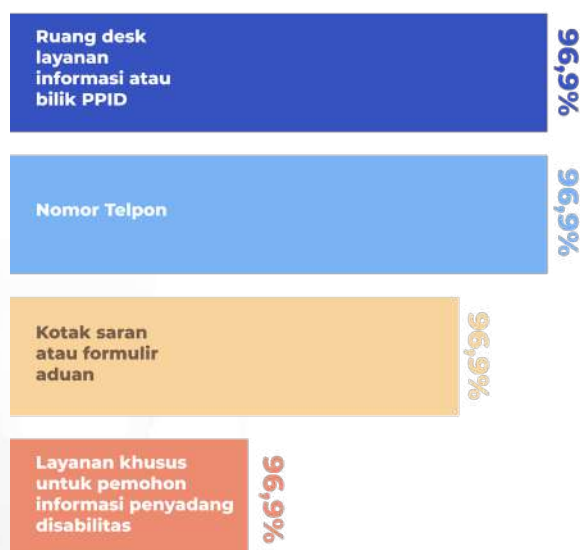 Ruang desk
layanan
informasi atau
bilik PPID
96,9%
Nomor Telpon
96,9%
Kotak saran
atau formulir
aduan
96,9%
Layanan khusus
untuk pemohon
informasi penyadang
disabilitas
96,9%